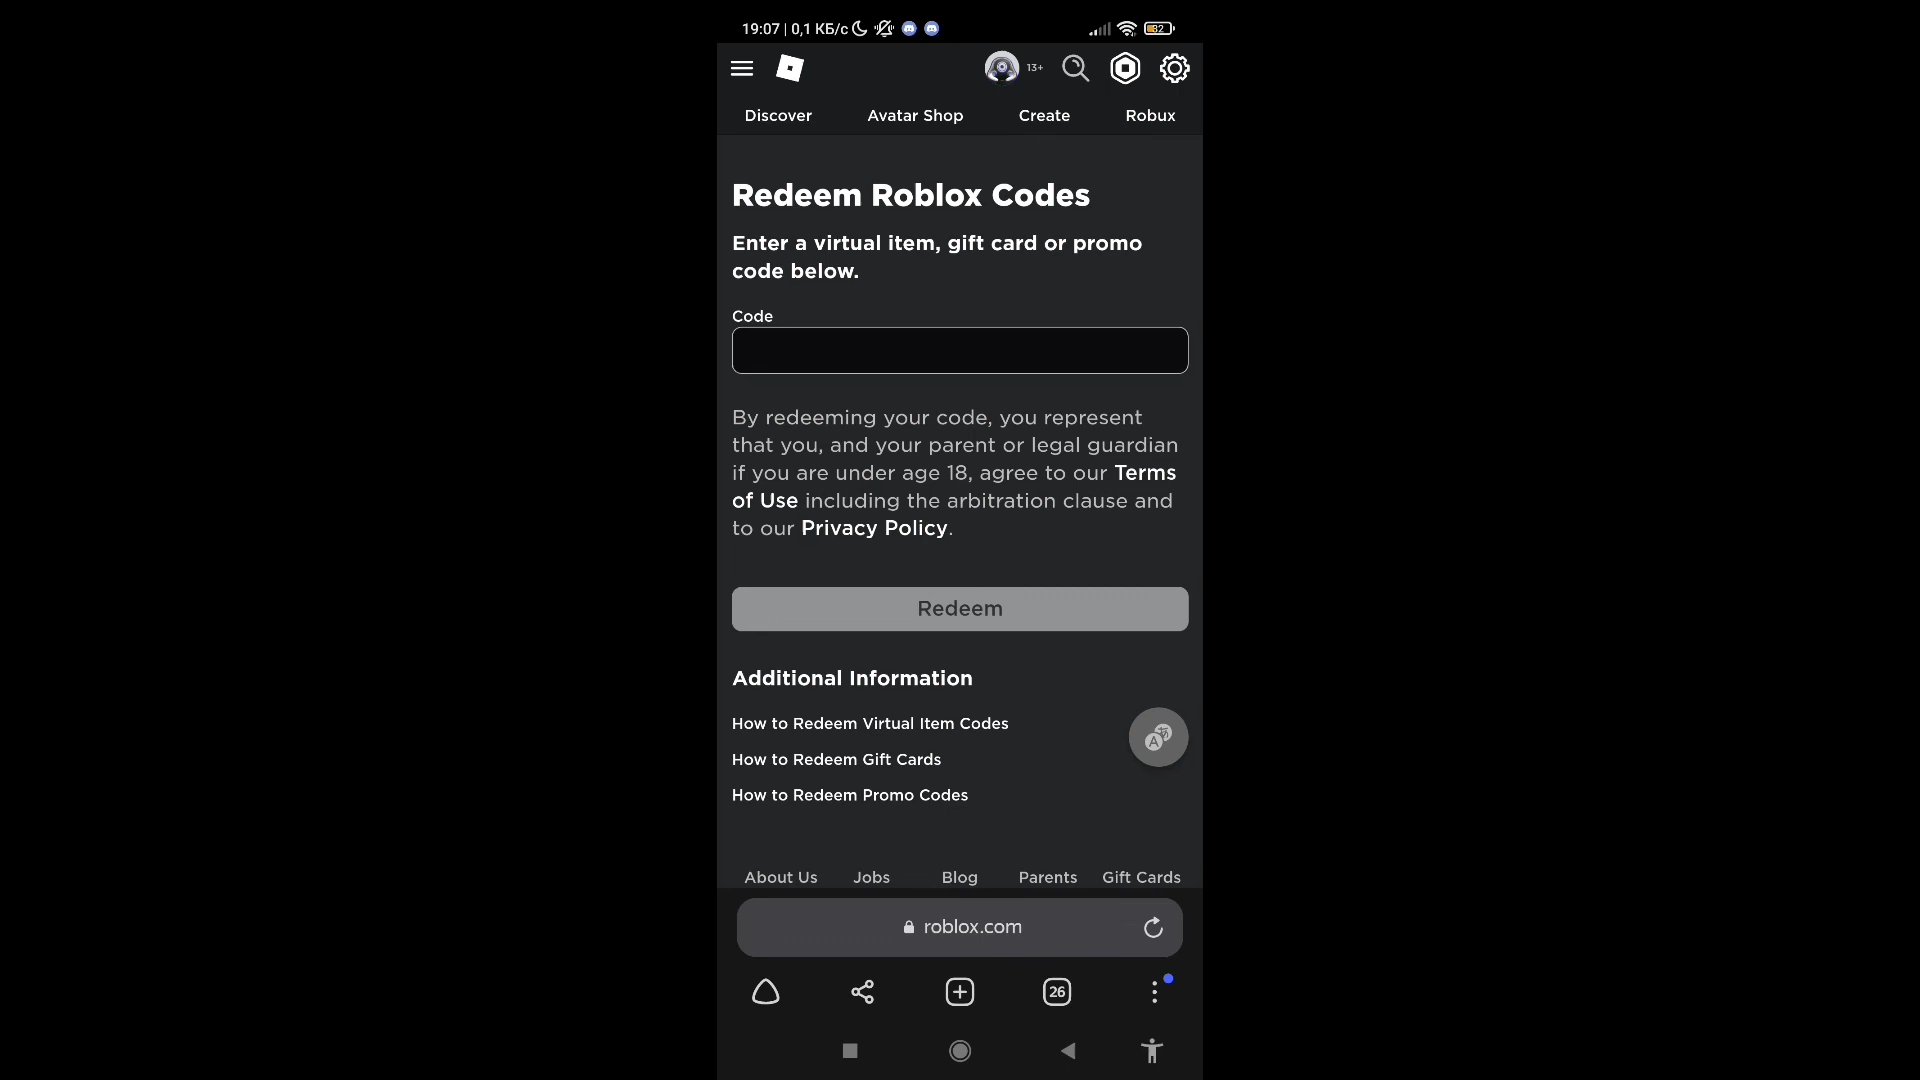 19:07 | 0,1 КБ/с 32
13+
Discover Avatar Shop Create Robux
Redeem Roblox Codes
Enter a virtual item, gift card or promo
code below.
Code
By redeeming your code, you represent
that you, and your parent or legal guardian
if you are under age 18, agree to our Terms
of Use including the arbitration clause and
to our Privacy Policy.
Redeem
Additional Information
How to Redeem Virtual Item Codes
How to Redeem Gift Cards
How to Redeem Promo Codes
About Us Jobs Blog Parents Gift Cards
roblox.com
26